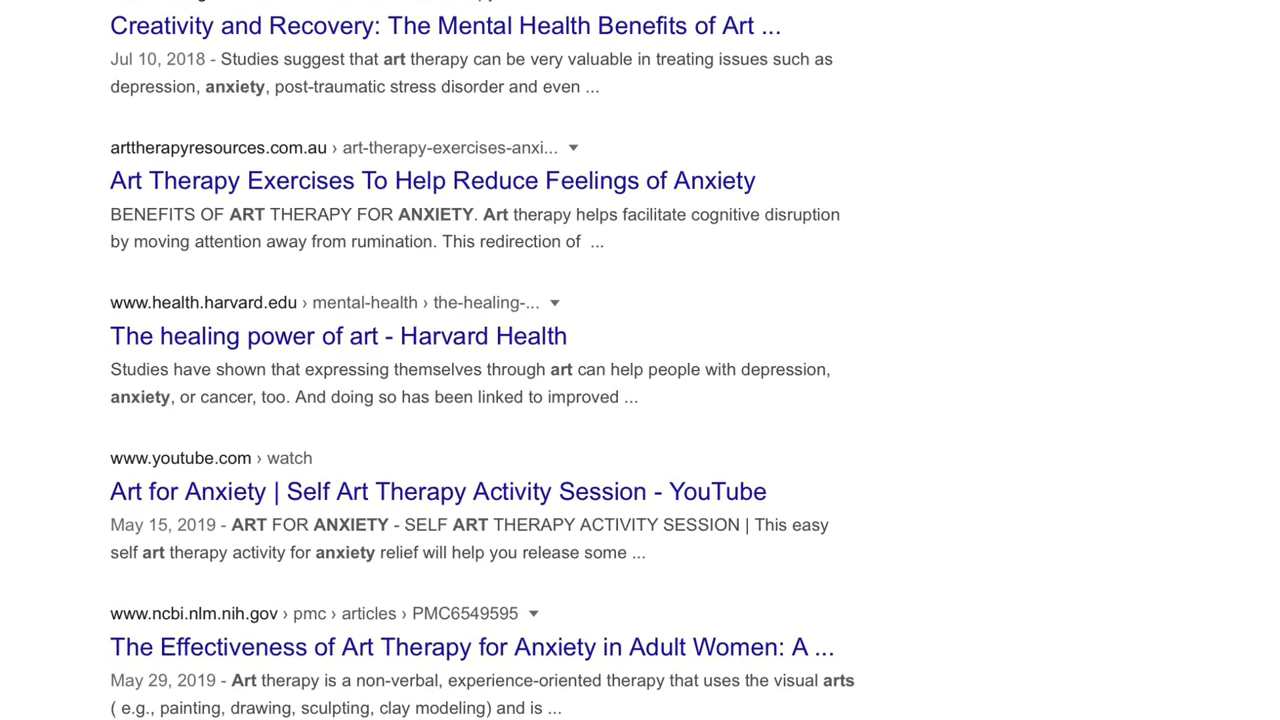 Creativity and Recovery: The Mental Health Benefits of Art ...
Jul 10, 2018 - Studies suggest that art therapy can be very valuable in treating issues such as
depression, anxiety, post-traumatic stress disorder and even ...
arttherapyresources.com.au › art-therapy-exercises-anxi...
Art Therapy Exercises To Help Reduce Feelings of Anxiety
BENEFITS OF ART THERAPY FOR ANXIETY. Art therapy helps facilitate cognitive disruption
by moving attention away from rumination. This redirection of ...
www.health.harvard.edu › mental-health › the-healing-...
The healing power of art - Harvard Health
Studies have shown that expressing themselves through art can help people with depression,
anxiety, or cancer, too. And doing so has been linked to improved ...
www.youtube.com › watch
Art for Anxiety | Self Art Therapy Activity Session - YouTube
May 15, 2019 - ART FOR ANXIETY - SELF ART THERAPY ACTIVITY SESSION | This easy
self art therapy activity for anxiety relief will help you release some ...
www.ncbi.nlm.nih.gov › pmc › articles › PMC6549595
The Effectiveness of Art Therapy for Anxiety in Adult Women: A ...
May 29, 2019 - Art therapy is a non-verbal, experience-oriented therapy that uses the visual arts
( e.g., painting, drawing, sculpting, clay modeling) and is ...